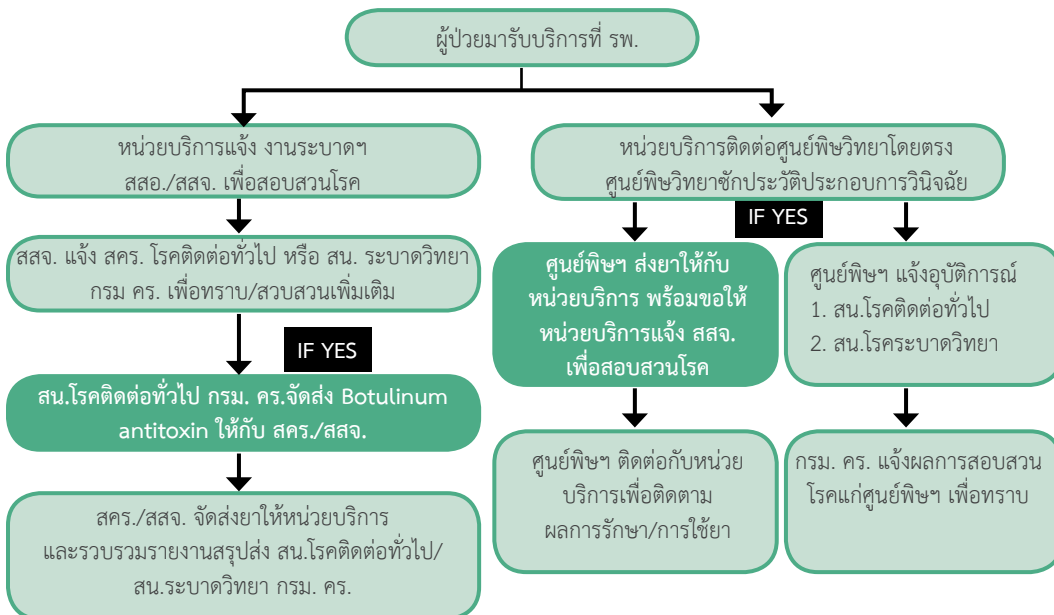 ผู้ป่วยมารับบริการที่ รพ.
หน่วยบริการแจ้ง งานระบาดฯ
สสอ./สสจ. เพื่อสอบสวนโรค
หน่วยบริการติดต่อศูนย์พิษวิทยาโดยตรง
ศูนย์พิษวิทยาซักประวัติประกอบการวินิจฉัย
สสจ. แจ้ง สคร. โรคติดต่อทั่วไป หรือ สน. ระบาดวิทยา
กรม คร. เพื่อทราบ/สวบสวนเพิ่มเติม
IF YES
สน.โรคติดต่อทั่วไป กรม. คร.จัดส่ง Botulinum
antitoxin ให้กับ สคร./สสจ.
สคร./สสจ. จัดส่งยาให้หน่วยบริการ
และรวบรวมรายงานสรุปส่ง สน.โรคติดต่อทั่วไป/
สน.ระบาดวิทยา กรม. คร.
IF YES
ศูนย์พิษฯ ส่งยาให้กับ
หน่วยบริการ พร้อมขอให้
หน่วยบริการแจ้ง สสจ.
เพื่อสอบสวนโรค
ศูนย์พิษฯ แจ้งอุบัติการณ์
1. สน.โรคติดต่อทั่วไป
2. สน.โรคระบาดวิทยา
ศูนย์พิษฯ ติดต่อกับหน่วย
บริการเพื่อติดตาม
ผลการรักษา/การใช้ยา
กรม. คร. แจ้งผลการสอบสวน
โรคแก่ศูนย์พิษฯ เพื่อทราบ